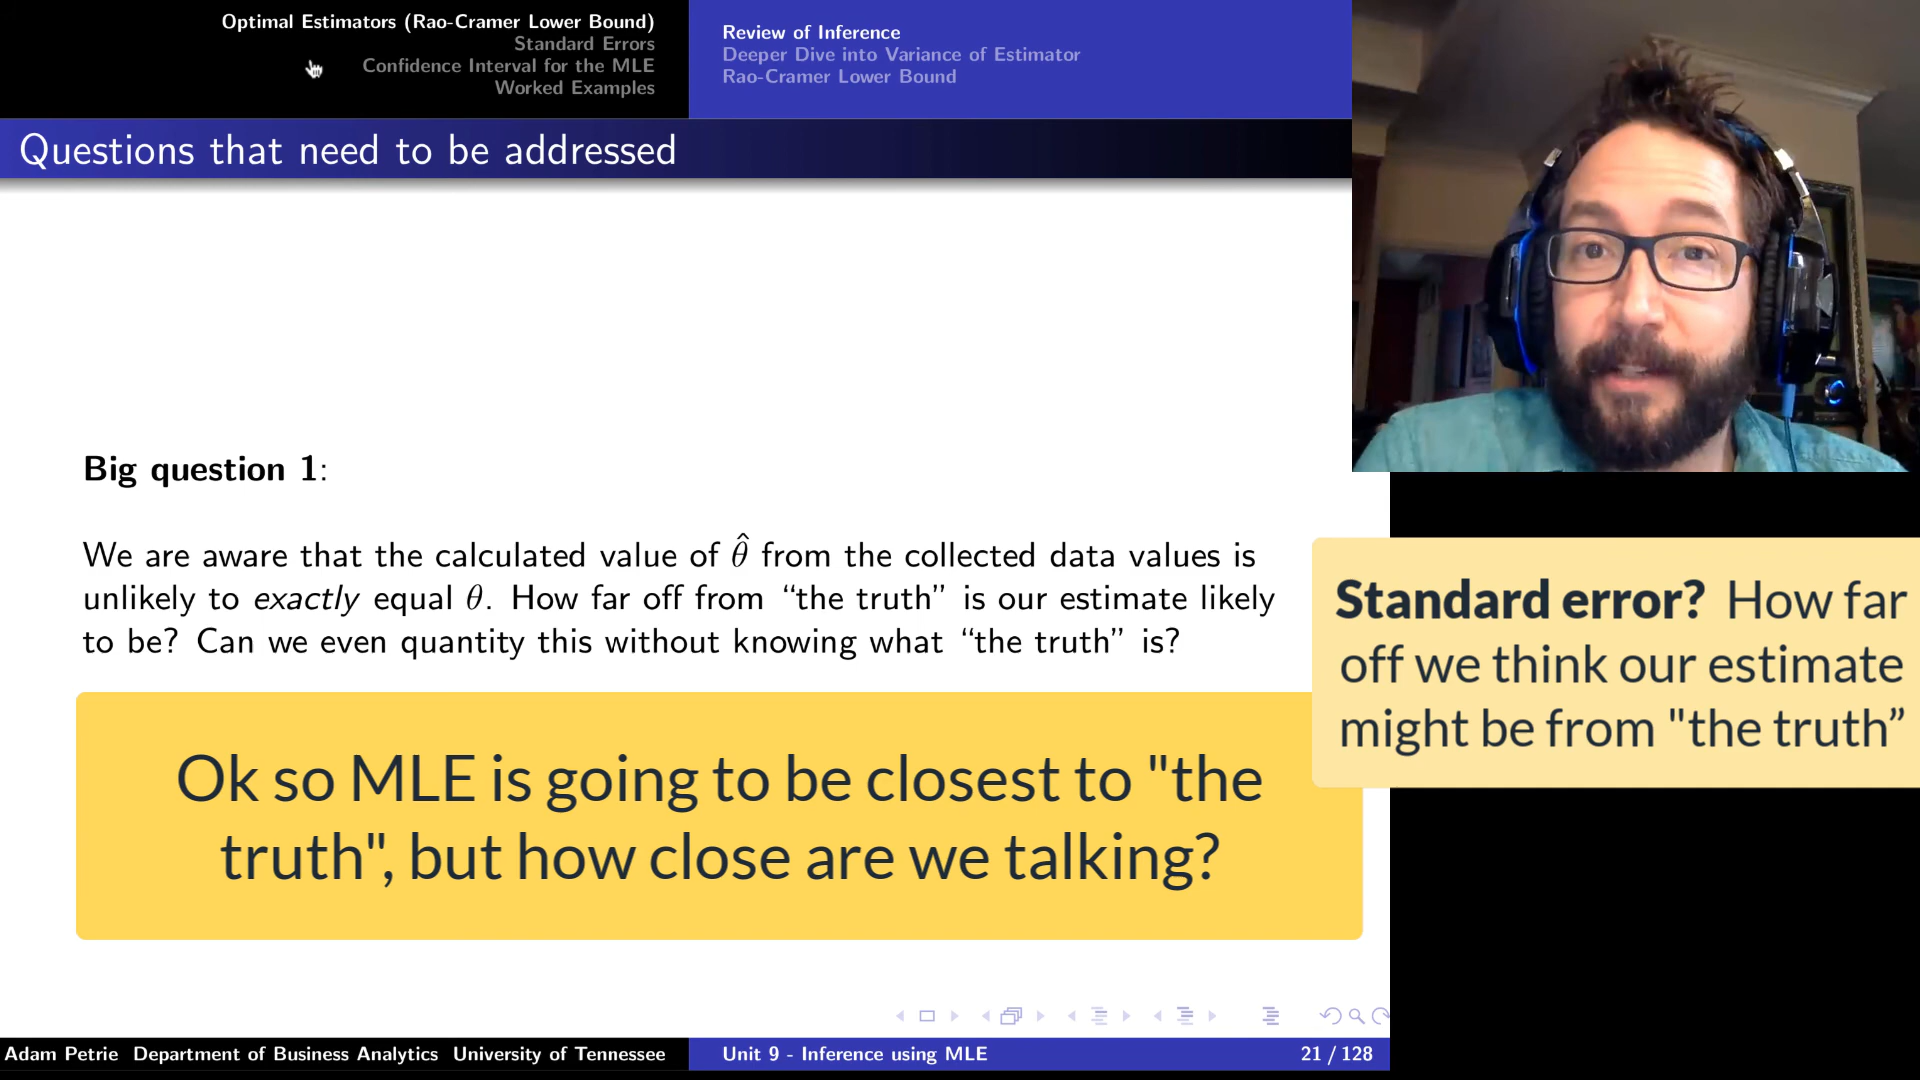 Optimal Estimators (Rao-Cramer Lower Bound)
Standard Errors
Confidence Interval for the MLE
Worked Examples
Review of Inference
Deeper Dive into Variance of Estimator
Rao-Cramer Lower Bound
Questions that need to be addressed
Big question 1:
We are aware that the calculated value of θ̂ from the collected data values is
unlikely to exactly equal θ. How far off from “the truth” is our estimate likely
to be? Can we even quantity this without knowing what “the truth” is?
Ok so MLE is going to be closest to "the
truth", but how close are we talking?
Standard error? How far
off we think our estimate
might be from "the truth”
Adam Petrie Department of Business Analytics University of Tennessee
Unit 9 - Inference using MLE
21 / 128